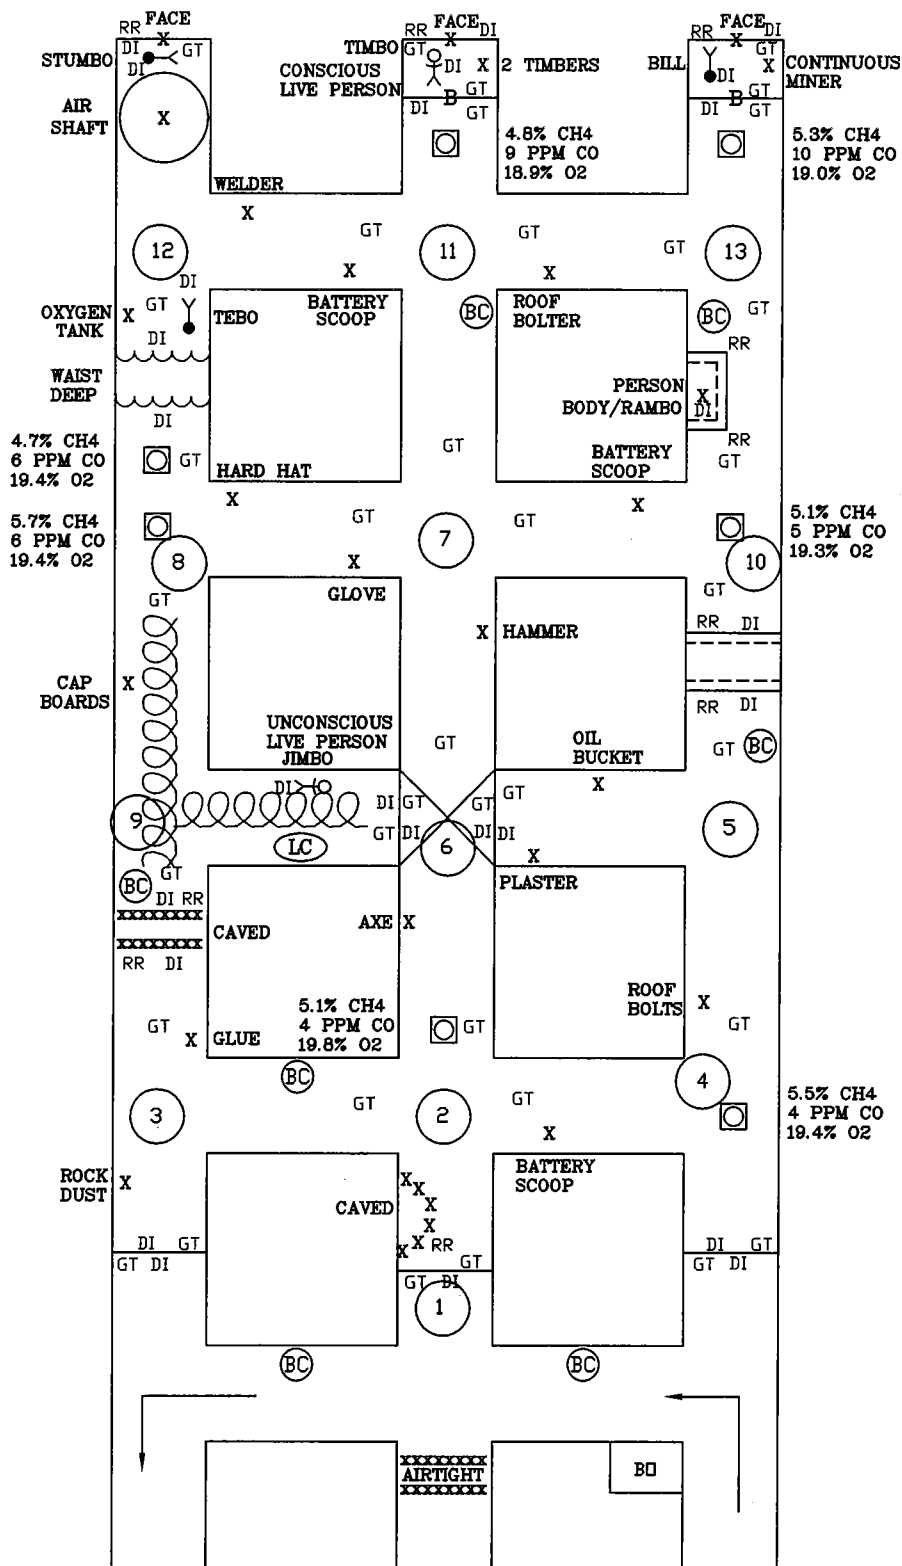 RR FACE
DI X GT
STUMBO
DI
FACE DI
RR X
TIMBO GT
CONSCIOUS
LIVE PERSON
DI X 2 TIMBERS
B GT
DI GT
FACE DI
RR X
GT
BILL DI X CONTINUOUS
MINER
B GT
DI GT
AIR
SHAFT
X
4.8% CH4
9 PPM CO
18.9% O2
5.3% CH4
10 PPM CO
19.0% O2
WELDER
X
GT GT GT
12 11 13
X X
DI
GT
OXYGEN
TANK
X
TEBO
DI
BATTERY
SCOOP
BC
ROOF
BOLTER
BC GT
RR
WAIST
DEEP
DI
PERSON
BODY/RAMBO
X
DI
RR
4.7% CH4
6 PPM CO
19.4% O2
GT
GT
HARD HAT
X
BATTERY
SCOOP
X
GT
5.7% CH4
6 PPM CO
19.4% O2
GT GT
5.1% CH4
5 PPM CO
19.3% O2
8 7 10
X
GLOVE
GT GT
X HAMMER
RR DI
CAP
BOARDS
X
RR DI
UNCONSCIOUS
LIVE PERSON
JIMBO
GT
OIL
BUCKET
GT BC
DI
DI GT GT GT
X
9
GT DI DI DI
6
5
LC
X
GT
BC
DI RR
PLASTER
XXXXXXXX
CAVED
XXXXXXXX
AXE X
RR DI
ROOF
BOLTS
X
5.1% CH4
4 PPM CO
19.8% O2
GT X GLUE
GT
GT
BC
4
5.5% CH4
4 PPM CO
19.4% O2
GT GT
3 2
X
ROCK
DUST
X
BATTERY
SCOOP
CAVED
X
X
X
X
X
X
RR
DI GT
GT DI
GT
GT DI
1
DI GT
GT DI
BC BC
XXXXXXXX
AIRTIGHT
XXXXXXXX
BO